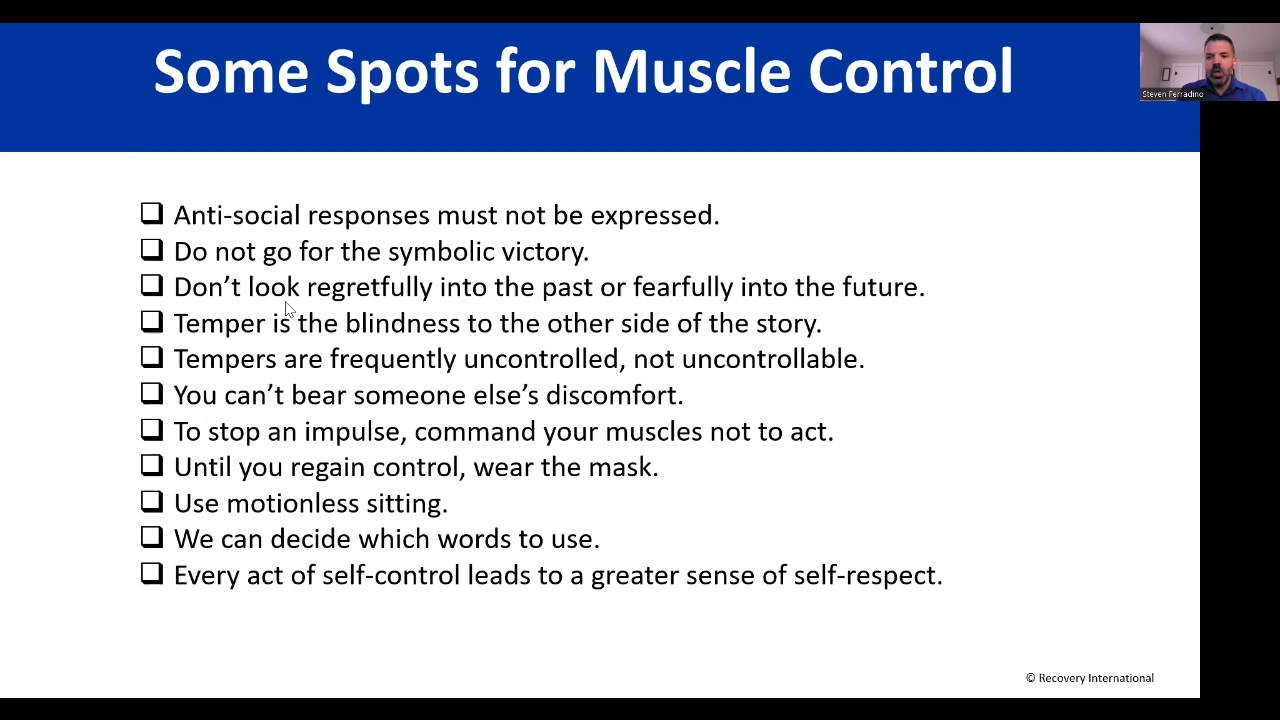 Some Spots for Muscle Control
Steven Ferradino
Anti-social responses must not be expressed.
Do not go for the symbolic victory.
Don't look regretfully into the past or fearfully into the future.
Temper is the blindness to the other side of the story.
Tempers are frequently uncontrolled, not uncontrollable.
You can't bear someone else's discomfort.
To stop an impulse, command your muscles not to act.
Until you regain control, wear the mask.
Use motionless sitting.
We can decide which words to use.
Every act of self-control leads to a greater sense of self-respect.
© Recovery International